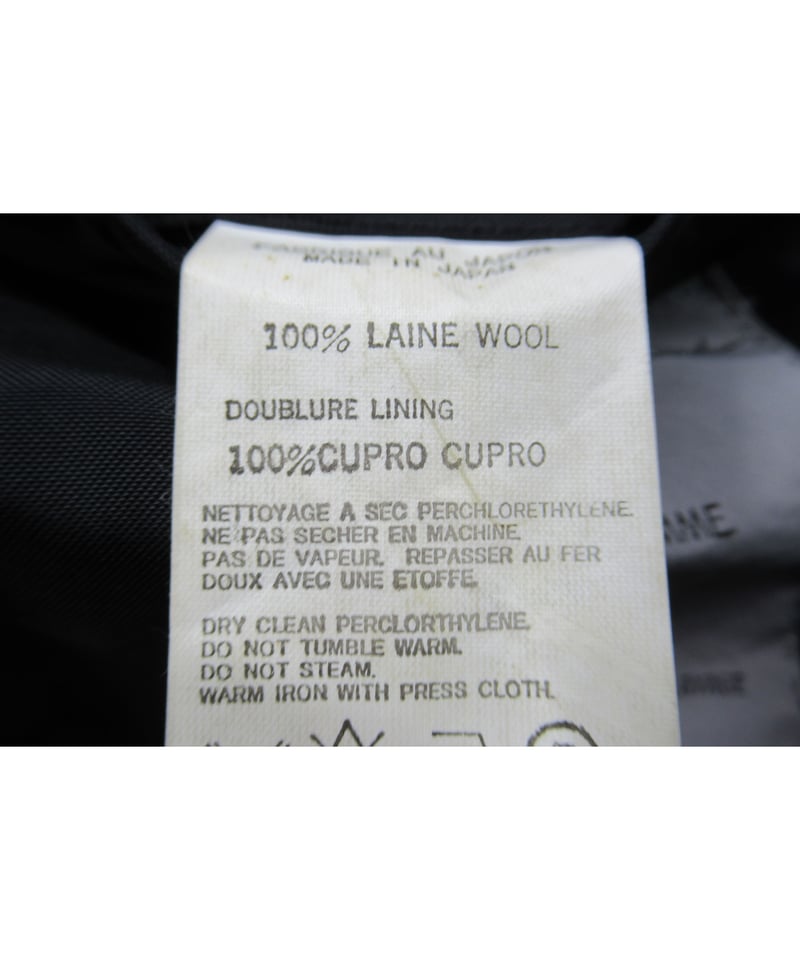 FABRIQUE AU JAPON
MADE IN JAPAN
100% LAINE WOOL
DOUBLURE LINING
100%CUPRO CUPRO
NETTOYAGE A SEC PERCHLORETHYLENE.
NE PAS SECHER EN MACHINE.
PAS DE VAPEUR. REPASSER AU FER
DOUX AVEC UNE ETOFFE.
DRY CLEAN PERCLORTHYLENE.
DO NOT TUMBLE WARM.
DO NOT STEAM.
WARM IRON WITH PRESS CLOTH.